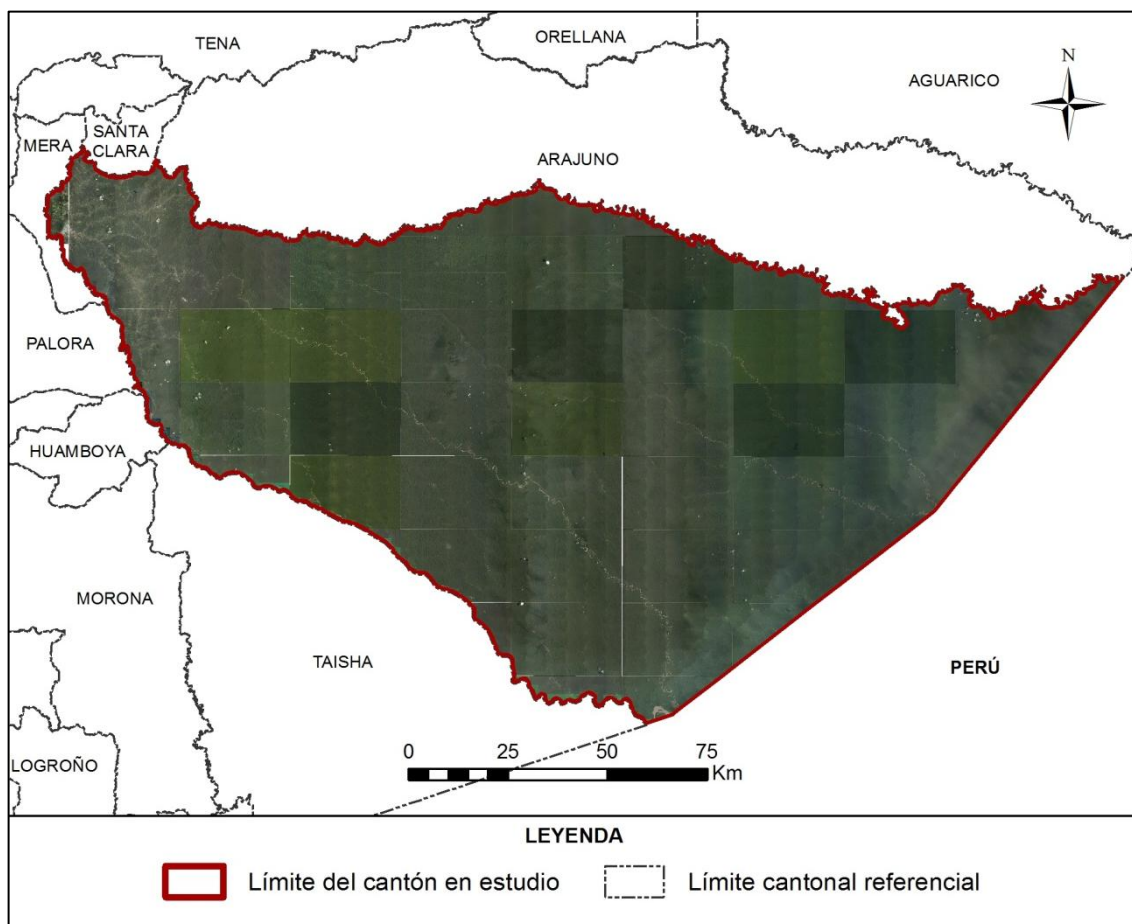 TENA
ORELLANA
AGUARICO
N
MERA
SANTA
CLARA
ARAJUNO
PALORA
HUAMBOYA
MORONA
TAISHA
PERÚ
LOGROÑO
0 25 50 75
Km
LEYENDA
Límite del cantón en estudio
Límite cantonal referencial